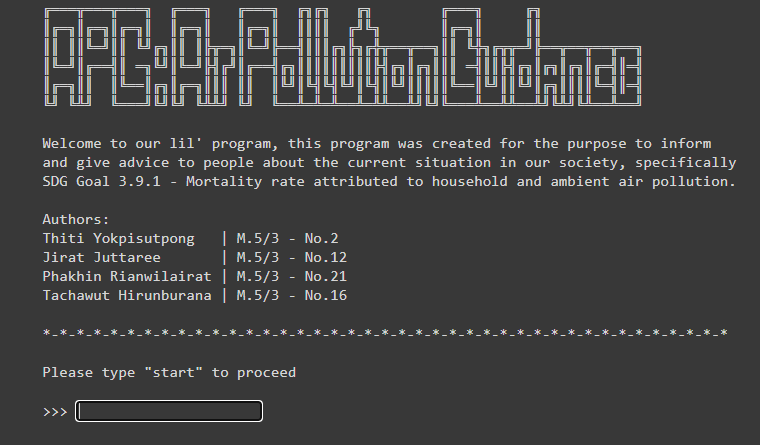 Welcome to our lil' program, this program was created for the purpose to inform
and give advice to people about the current situation in our society, specifically
SDG Goal 3.9.1 - Mortality rate attributed to household and ambient air pollution.
Authors:
Thiti Yokpisutpong   | M.5/3 - No.2
Jirat Juttaree       | M.5/3 - No.12
Phakhin Rianwilairat | M.5/3 - No.21
Tachawut Hirunburana | M.5/3 - No.16
*-*-*-*-*-*-*-*-*-*-*-*-*-*-*-*-*-*-*-*-*-*-*-*-*-*-*-*-*-*-*-*-*-*-*-*-*-*-*-*-*
Please type "start" to proceed
>>>